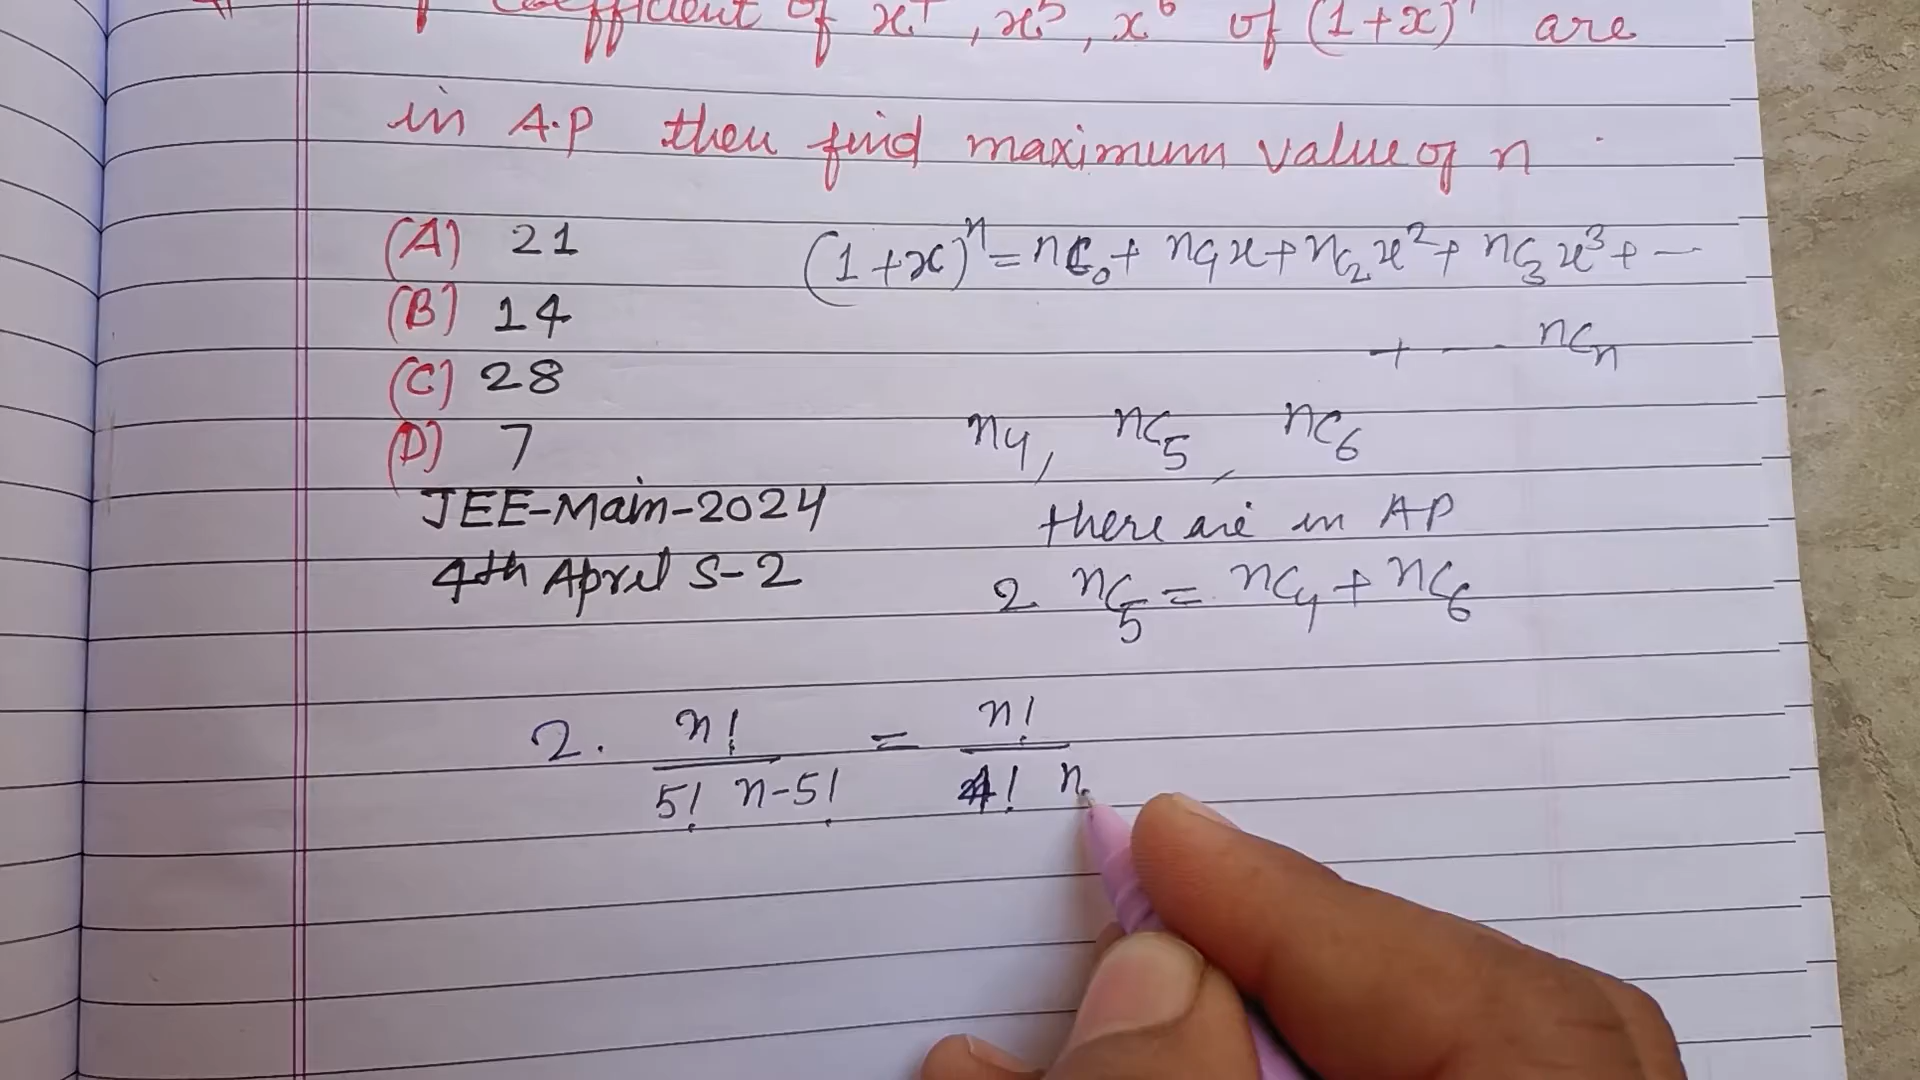 coefficient of x⁴, x⁵, x⁶ of (1+x)ⁿ are
in A.P then find maximum value of n
(A) 21
(B) 14
(C) 28
(D) 7
JEE-Main-2024
4th April S-2
(1+x)ⁿ = nC₀ + nC₁x + nC₂x² + nC₃x³ + --
+ --- nCₙ
nC₄, nC₅, nC₆
there are in AP
2. nC₅ = nC₄ + nC₆
2. n!/5! n-5! = n!/4! n